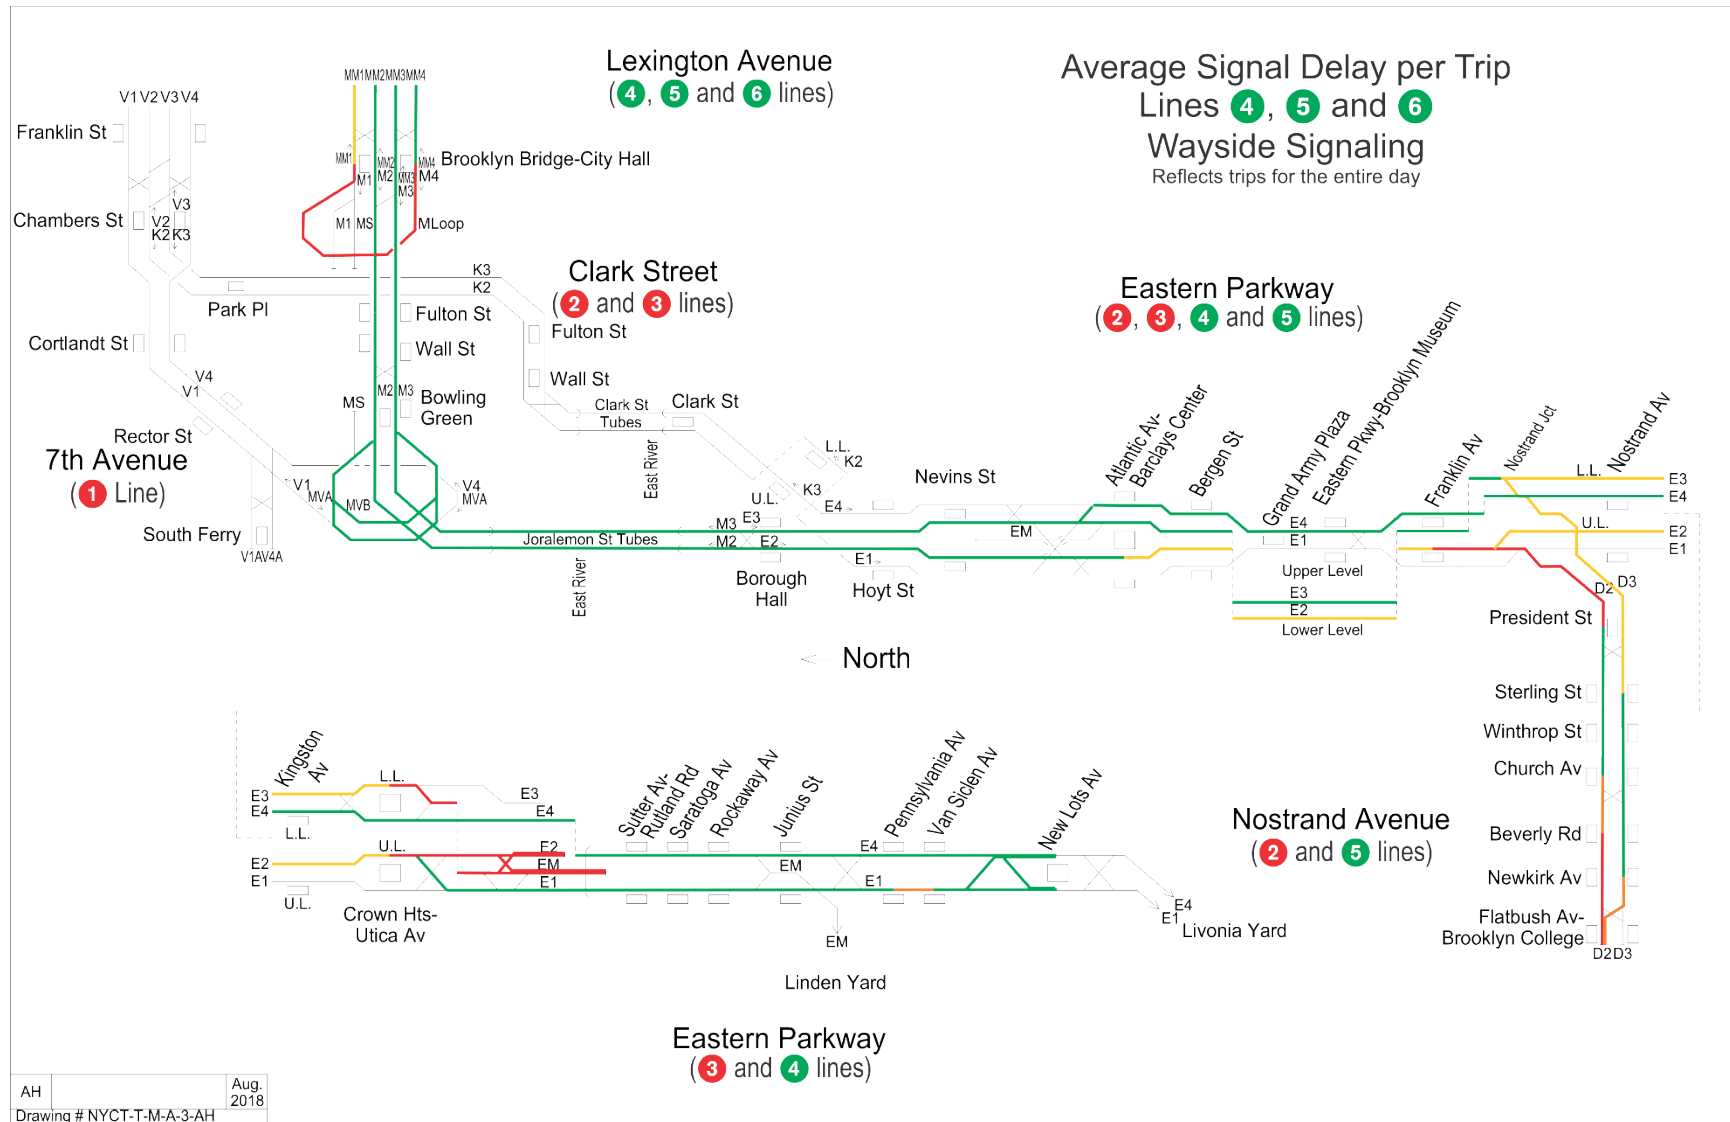 Lexington Avenue
(4, 5 and 6 lines)
Average Signal Delay per Trip
Lines 4, 5 and 6
Wayside Signaling
Reflects trips for the entire day
MM1MM2MM3MM4
V1V2 V3V4
Franklin St
MM1
MM2
M2
MM3
M3
MM4
M4
Brooklyn Bridge-City Hall
M1
V3
V2
K2K3
Chambers St
M1 MS
MLoop
K3
K2
Clark Street
(2 and 3 lines)
Park Pl
Fulton St
Fulton St
Cortlandt St
Wall St
Wall St
V4
V1
M2
M3
Bowling
Green
MS
Clark St
Tubes
Clark St
East River
Rector St
7th Avenue
(1 Line)
V1
MVA
MVB
V4
MVA
South Ferry
V1AV4A
L.L.
K2
U.L.
K3
E4
E3
M3
M2
E2
Joralemon St Tubes
East River
Borough
Hall
E1
Hoyt St
Nevins St
EM
Eastern Parkway
(2, 3, 4 and 5 lines)
Atlantic Av-
Barclays Center
Bergen St
Grand Army Plaza
Eastern Pkwy-Brooklyn Museum
Franklin Av
Nostrand Jct
Nostrand Av
L.L.
E3
E4
U.L.
E2
E1
E4
E1
Upper Level
E3
E2
Lower Level
D2
D3
President St
Sterling St
Winthrop St
Church Av
Beverly Rd
Newkirk Av
Flatbush Av-
Brooklyn College
D2D3
Nostrand Avenue
(2 and 5 lines)
North
Kingston
Av
L.L.
E3
E4
L.L.
E3
E4
U.L.
E2
E1
U.L.
E2
EM
E1
Crown Hts-
Utica Av
Sutter Av-
Rutland Rd
Saratoga Av
Rockaway Av
Junius St
Pennsylvania Av
Van Siclen Av
New Lots Av
E4
EM
E1
EM
E4
E1
Livonia Yard
Linden Yard
Eastern Parkway
(3 and 4 lines)
AH
Aug.
2018
Drawing # NYCT-T-M-A-3-AH